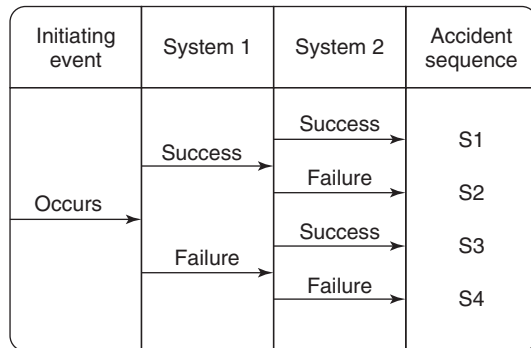 Initiating
event
System 1
System 2
Accident
sequence
Success
S1
Success
Failure
S2
Occurs
Success
S3
Failure
Failure
S4